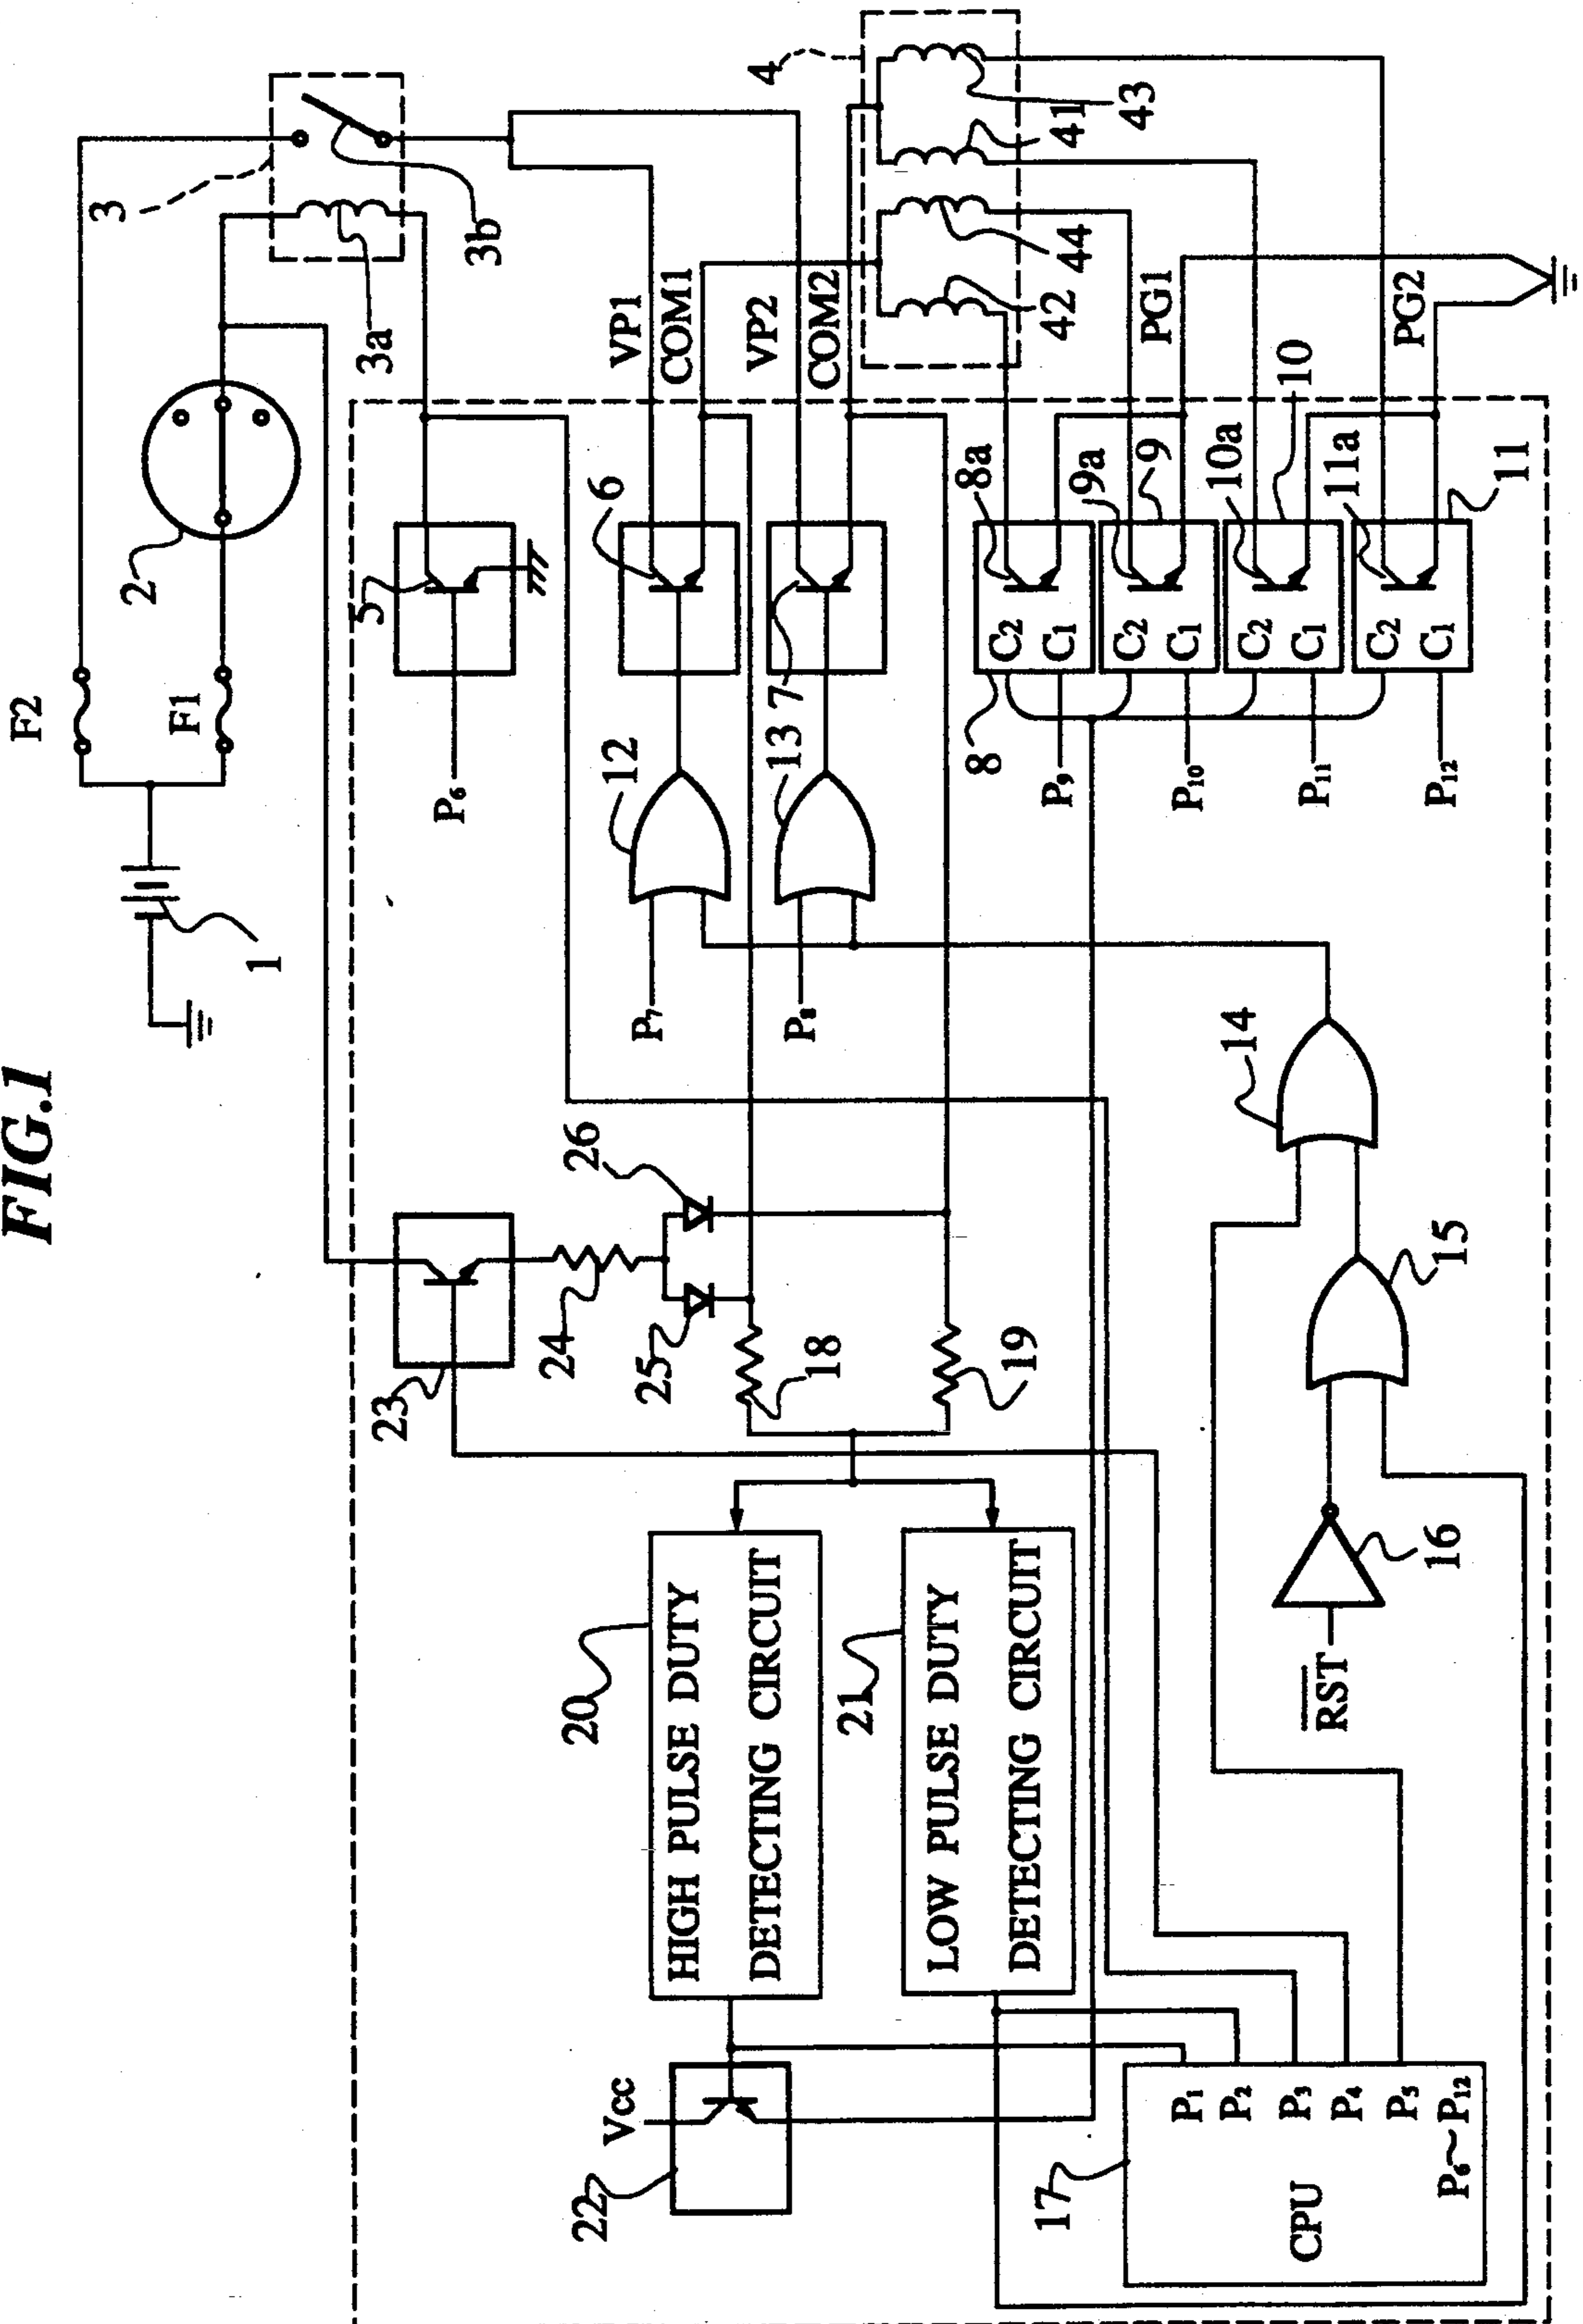 FIG.1
F2
F1
1
2
3
3a
3b
4
41
43
42
44
VP1
COM1
VP2
COM2
PG1
PG2
5
6
7
8
8a
9a
9
10a
10
11a
11
C2
C1
C2
C1
C2
C1
C2
C1
P6
P7
P8
P9
P10
P11
P12
12
13
14
15
16
RST
23
24
25
26
18
19
20
HIGH PULSE DUTY
DETECTING CIRCUIT
21
LOW PULSE DUTY
DETECTING CIRCUIT
22
Vcc
17
CPU
P1
P2
P3
P4
P5
P6~P12